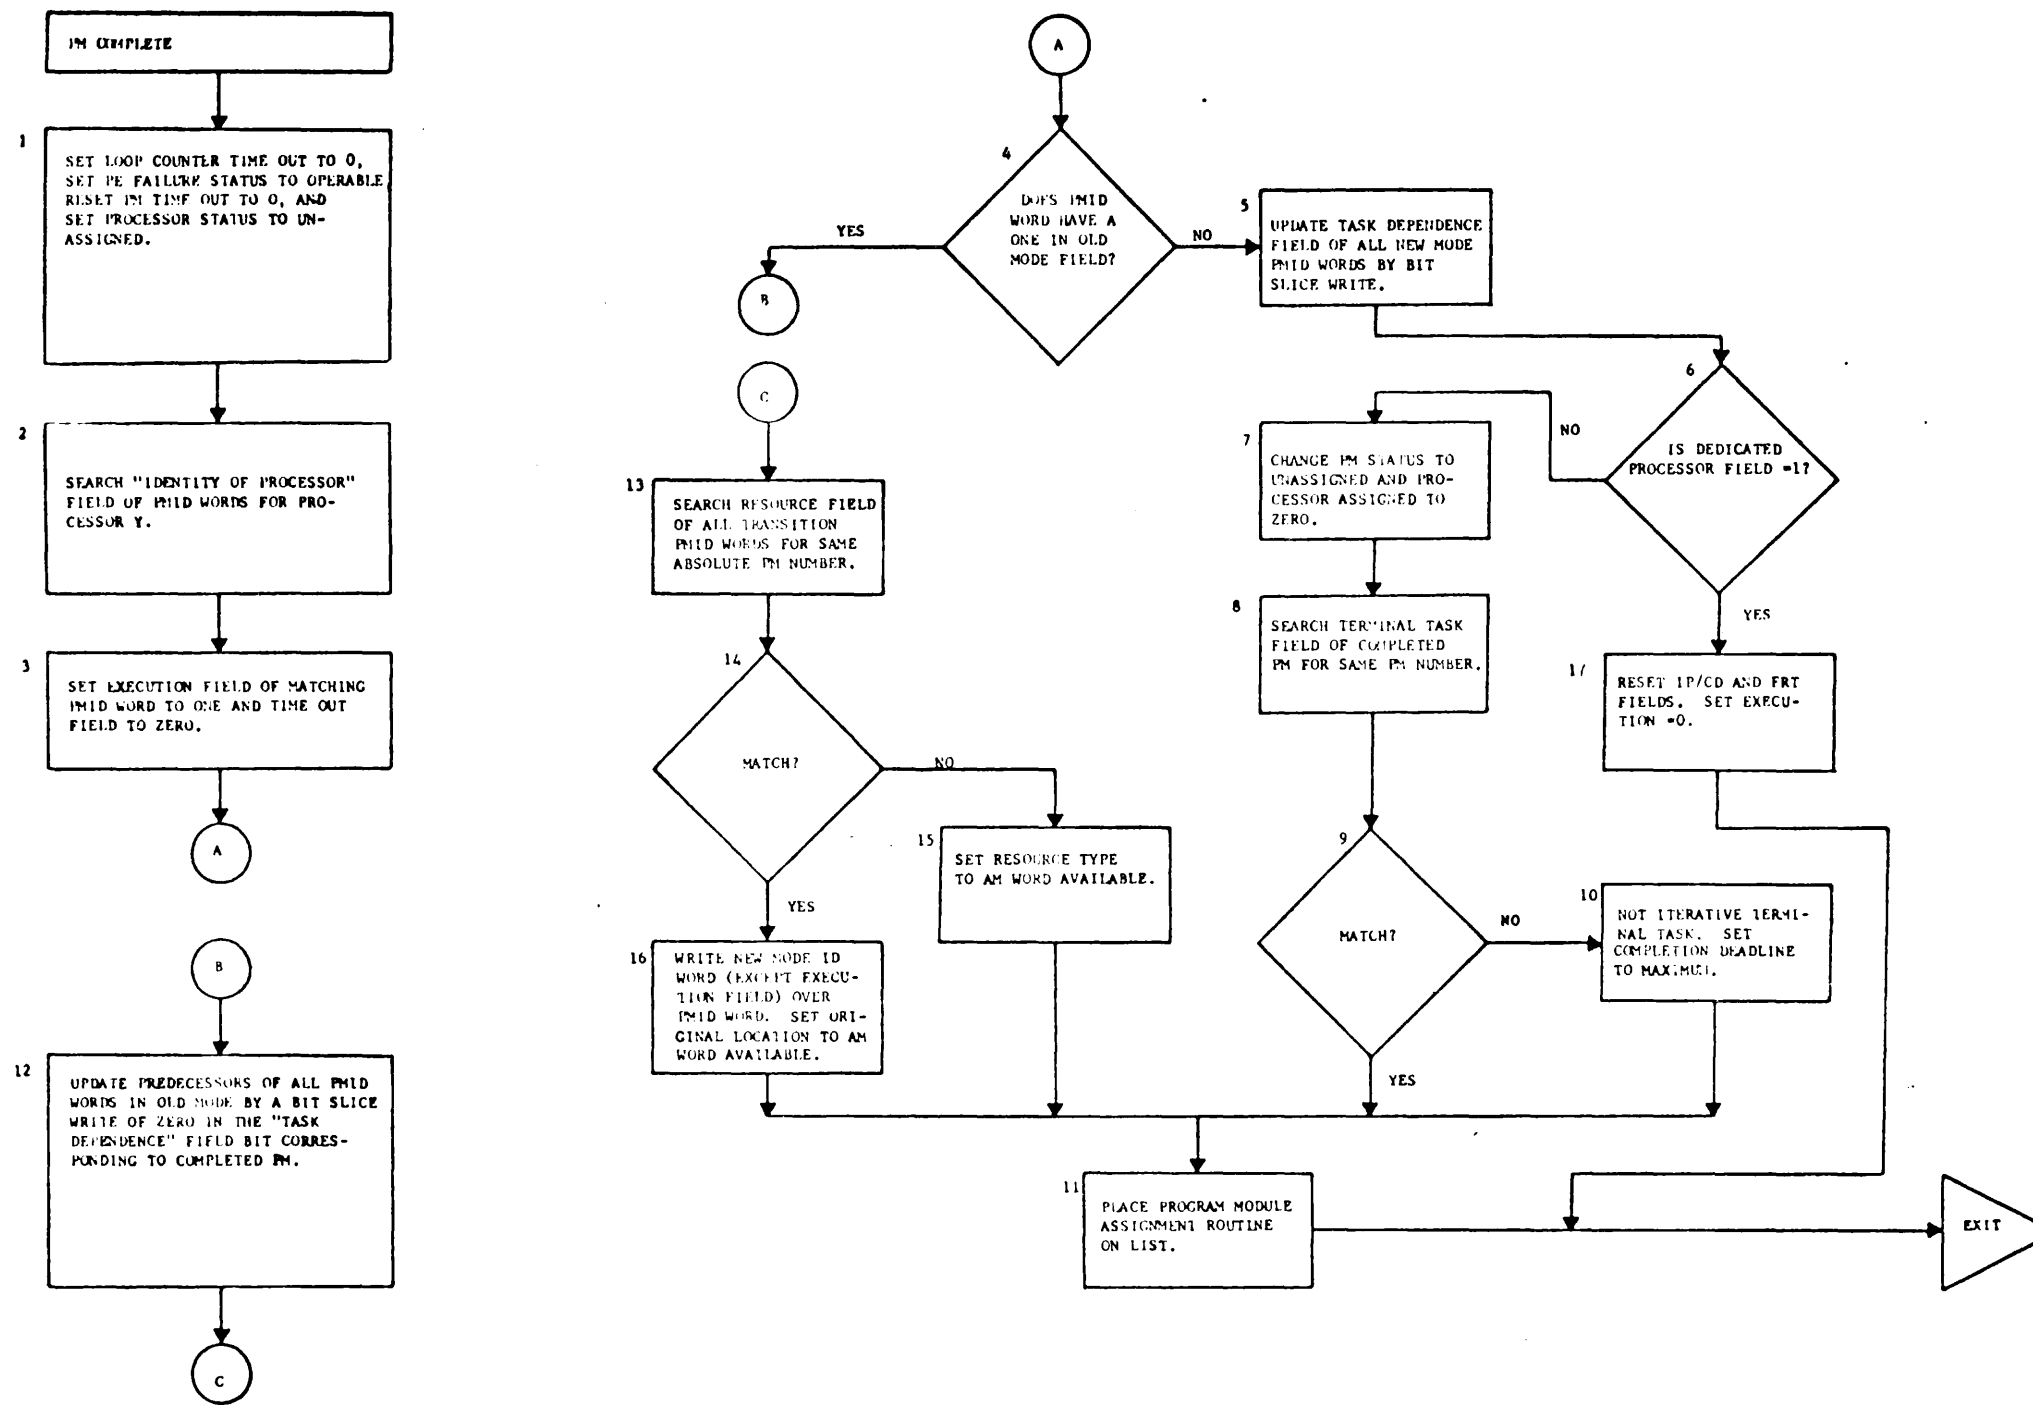 PM COMPLETE
1
SET LOOP COUNTER TIME OUT TO 0,
SET PE FAILURE STATUS TO OPERABLE
RESET PM TIME OUT TO 0, AND
SET PROCESSOR STATUS TO UN-
ASSIGNED.
2
SEARCH "IDENTITY OF PROCESSOR"
FIELD OF PMID WORDS FOR PRO-
CESSOR Y.
3
SET EXECUTION FIELD OF MATCHING
PMID WORD TO ONE AND TIME OUT
FIELD TO ZERO.
A
B
12
UPDATE PREDECESSORS OF ALL PMID
WORDS IN OLD MODE BY A BIT SLICE
WRITE OF ZERO IN THE "TASK
DEPENDENCE" FIELD BIT CORRES-
PONDING TO COMPLETED PM.
C
A
4
DOES PMID
WORD HAVE A
ONE IN OLD
MODE FIELD?
YES
NO
B
5
UPDATE TASK DEPENDENCE
FIELD OF ALL NEW MODE
PMID WORDS BY BIT
SLICE WRITE.
6
IS DEDICATED
PROCESSOR FIELD =1?
NO
YES
7
CHANGE PM STATUS TO
UNASSIGNED AND PRO-
CESSOR ASSIGNED TO
ZERO.
8
SEARCH TERMINAL TASK
FIELD OF COMPLETED
PM FOR SAME PM NUMBER.
17
RESET IP/CD AND FRT
FIELDS. SET EXECU-
TION =0.
C
13
SEARCH RESOURCE FIELD
OF ALL TRANSITION
PMID WORDS FOR SAME
ABSOLUTE PM NUMBER.
14
MATCH?
NO
YES
15
SET RESOURCE TYPE
TO AM WORD AVAILABLE.
16
WRITE NEW MODE ID
WORD (EXCEPT EXECU-
TION FIELD) OVER
PMID WORD. SET ORI-
GINAL LOCATION TO AM
WORD AVAILABLE.
9
MATCH?
NO
YES
10
NOT ITERATIVE TERMI-
NAL TASK. SET
COMPLETION DEADLINE
TO MAXIMUM.
11
PLACE PROGRAM MODULE
ASSIGNMENT ROUTINE
ON LIST.
EXIT